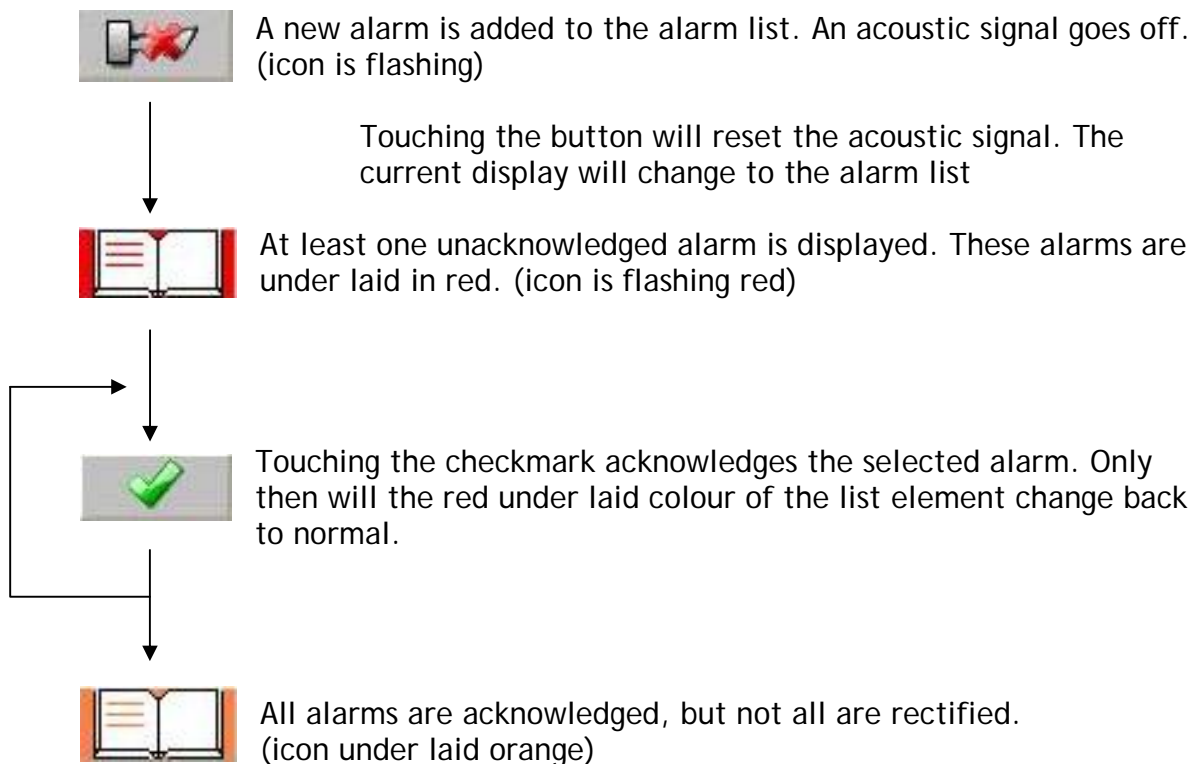 A new alarm is added to the alarm list. An acoustic signal goes off.
(icon is flashing)
Touching the button will reset the acoustic signal. The
current display will change to the alarm list
At least one unacknowledged alarm is displayed. These alarms are
under laid in red. (icon is flashing red)
Touching the checkmark acknowledges the selected alarm. Only
then will the red under laid colour of the list element change back
to normal.
All alarms are acknowledged, but not all are rectified.
(icon under laid orange)